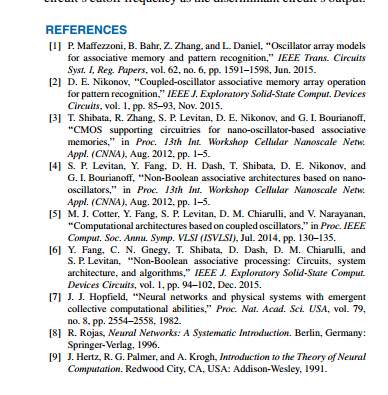 circuit's cutoff frequency as the discriminant circuit's output.
REFERENCES
[1] P. Maffezzoni, B. Bahr, Z. Zhang, and L. Daniel, “Oscillator array models
for associative memory and pattern recognition,” IEEE Trans. Circuits
Syst. I, Reg. Papers, vol. 62, no. 6, pp. 1591–1598, Jun. 2015.
[2] D. E. Nikonov, “Coupled-oscillator associative memory array operation
for pattern recognition,” IEEE J. Exploratory Solid-State Comput. Devices
Circuits, vol. 1, pp. 85–93, Nov. 2015.
[3] T. Shibata, R. Zhang, S. P. Levitan, D. E. Nikonov, and G. I. Bourianoff,
“CMOS supporting circuitries for nano-oscillator-based associative
memories,” in Proc. 13th Int. Workshop Cellular Nanoscale Netw.
Appl. (CNNA), Aug. 2012, pp. 1–5.
[4] S. P. Levitan, Y. Fang, D. H. Dash, T. Shibata, D. E. Nikonov, and
G. I. Bourianoff, “Non-Boolean associative architectures based on nano-
oscillators,” in Proc. 13th Int. Workshop Cellular Nanoscale Netw.
Appl. (CNNA), Aug. 2012, pp. 1–5.
[5] M. J. Cotter, Y. Fang, S. P. Levitan, D. M. Chiarulli, and V. Narayanan,
“Computational architectures based on coupled oscillators,” in Proc. IEEE
Comput. Soc. Annu. Symp. VLSI (ISVLSI), Jul. 2014, pp. 130–135.
[6] Y. Fang, C. N. Gnegy, T. Shibata, D. Dash, D. M. Chiarulli, and
S. P. Levitan, “Non-Boolean associative processing: Circuits, system
architecture, and algorithms,” IEEE J. Exploratory Solid-State Comput.
Devices Circuits, vol. 1, pp. 94–102, Dec. 2015.
[7] J. J. Hopfield, “Neural networks and physical systems with emergent
collective computational abilities,” Proc. Nat. Acad. Sci. USA, vol. 79,
no. 8, pp. 2554–2558, 1982.
[8] R. Rojas, Neural Networks: A Systematic Introduction. Berlin, Germany:
Springer-Verlag, 1996.
[9] J. Hertz, R. G. Palmer, and A. Krogh, Introduction to the Theory of Neural
Computation. Redwood City, CA, USA: Addison-Wesley, 1991.